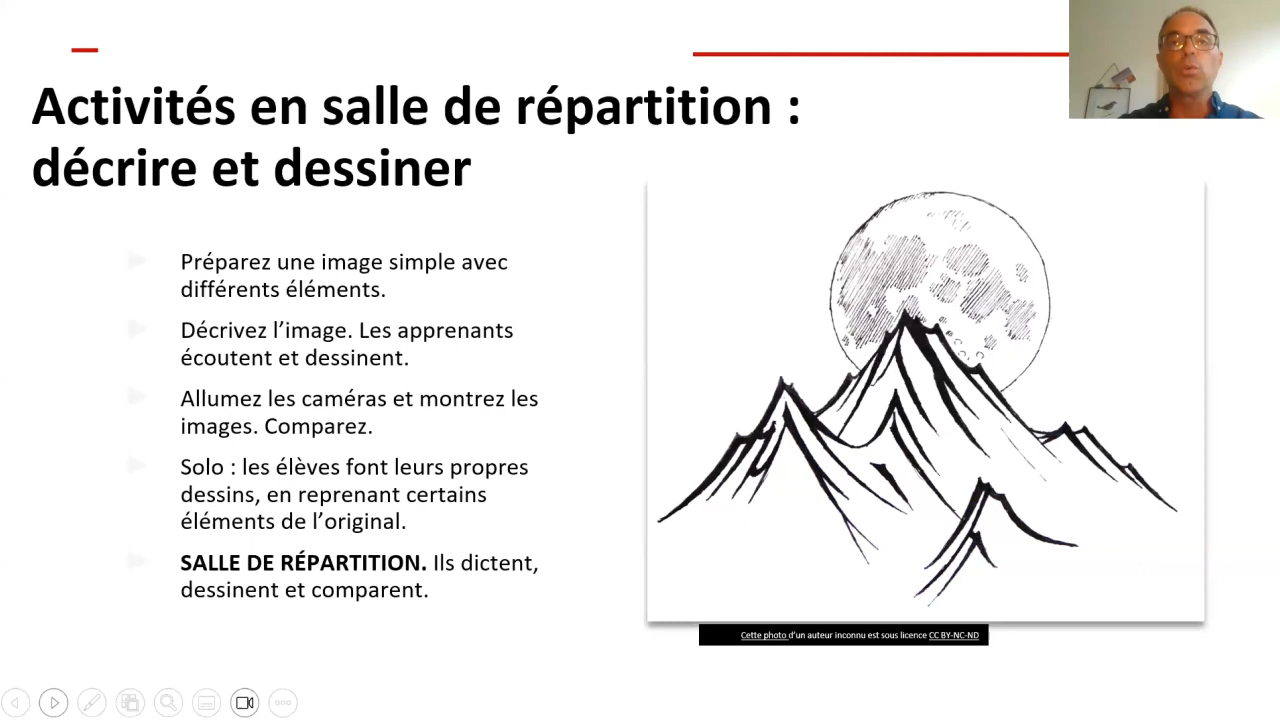 Activités en salle de répartition :
décrire et dessiner
Préparez une image simple avec
différents éléments.
Décrivez l’image. Les apprenants
écoutent et dessinent.
Allumez les caméras et montrez les
images. Comparez.
Solo : les élèves font leurs propres
dessins, en reprenant certains
éléments de l’original.
SALLE DE RÉPARTITION. Ils dictent,
dessinent et comparent.
Cette photo d’un auteur inconnu est sous licence CC BY-NC-ND